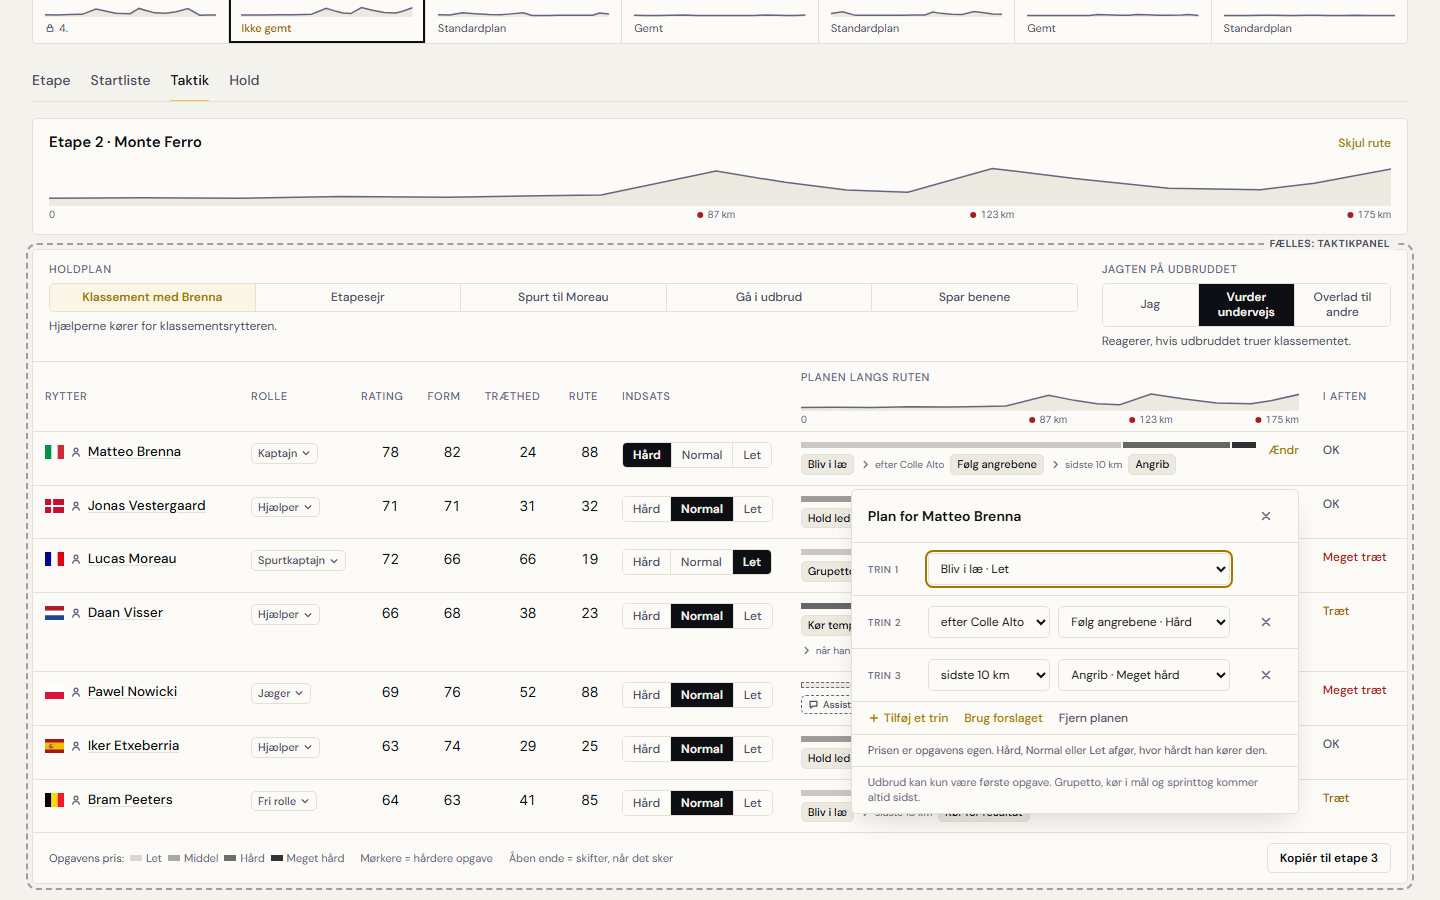 4.
Ikke gemt
Standardplan
Gemt
Standardplan
Gemt
Standardplan
Etape
Startliste
Taktik
Hold
Etape 2 · Monte Ferro
Skjul rute
0
87 km
123 km
175 km
FÆLLES: TAKTIKPANEL
HOLDPLAN
Klassement med Brenna
Etapesejr
Spurt til Moreau
Gå i udbrud
Spar benene
Hjælperne kører for klassementsrytteren.
JAGTEN PÅ UDBRUDDET
Jag
Vurder
undervejs
Overlad til
andre
Reagerer, hvis udbruddet truer klassementet.
RYTTER
ROLLE
RATING
FORM
TRÆTHED
RUTE
INDSATS
PLANEN LANGS RUTEN
0
87 km
123 km
175 km
I AFTEN
Matteo Brenna
Kaptajn
78
82
24
88
Hård
Normal
Let
Bliv i læ
efter Colle Alto
Følg angrebene
sidste 10 km
Angrib
Ændr
OK
Jonas Vestergaard
Hjælper
71
71
31
32
Hård
Normal
Let
Hold led
OK
Lucas Moreau
Spurtkaptajn
72
66
66
19
Hård
Normal
Let
Grupetto
Meget træt
Daan Visser
Hjælper
66
68
38
23
Hård
Normal
Let
Kør temp
når han
Træt
Pawel Nowicki
Jæger
69
76
52
88
Hård
Normal
Let
Assist
Meget træt
Iker Etxeberria
Hjælper
63
74
29
25
Hård
Normal
Let
Hold led
OK
Bram Peeters
Fri rolle
64
63
41
85
Hård
Normal
Let
Bliv i læ
Træt
Plan for Matteo Brenna
TRIN 1
Bliv i læ · Let
TRIN 2
efter Colle Alto
Følg angrebene · Hård
TRIN 3
sidste 10 km
Angrib · Meget hård
Tilføj et trin
Brug forslaget
Fjern planen
Prisen er opgavens egen. Hård, Normal eller Let afgør, hvor hårdt han kører den.
Udbrud kan kun være første opgave. Grupetto, kør i mål og sprinttog kommer
altid sidst.
Opgavens pris:
Let
Middel
Hård
Meget hård
Mørkere = hårdere opgave
Åben ende = skifter, når det sker
Kopiér til etape 3